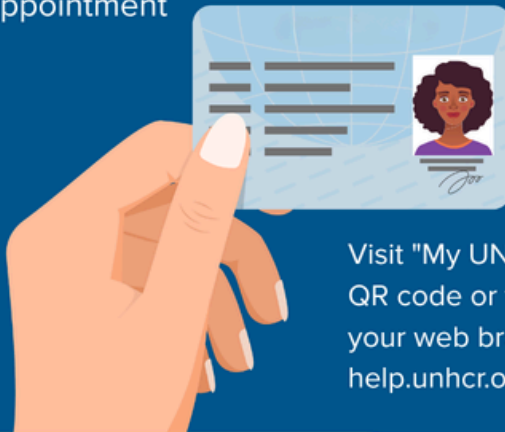 ppointment
Visit "My UN
QR code or
your web br
help.unhcr.o